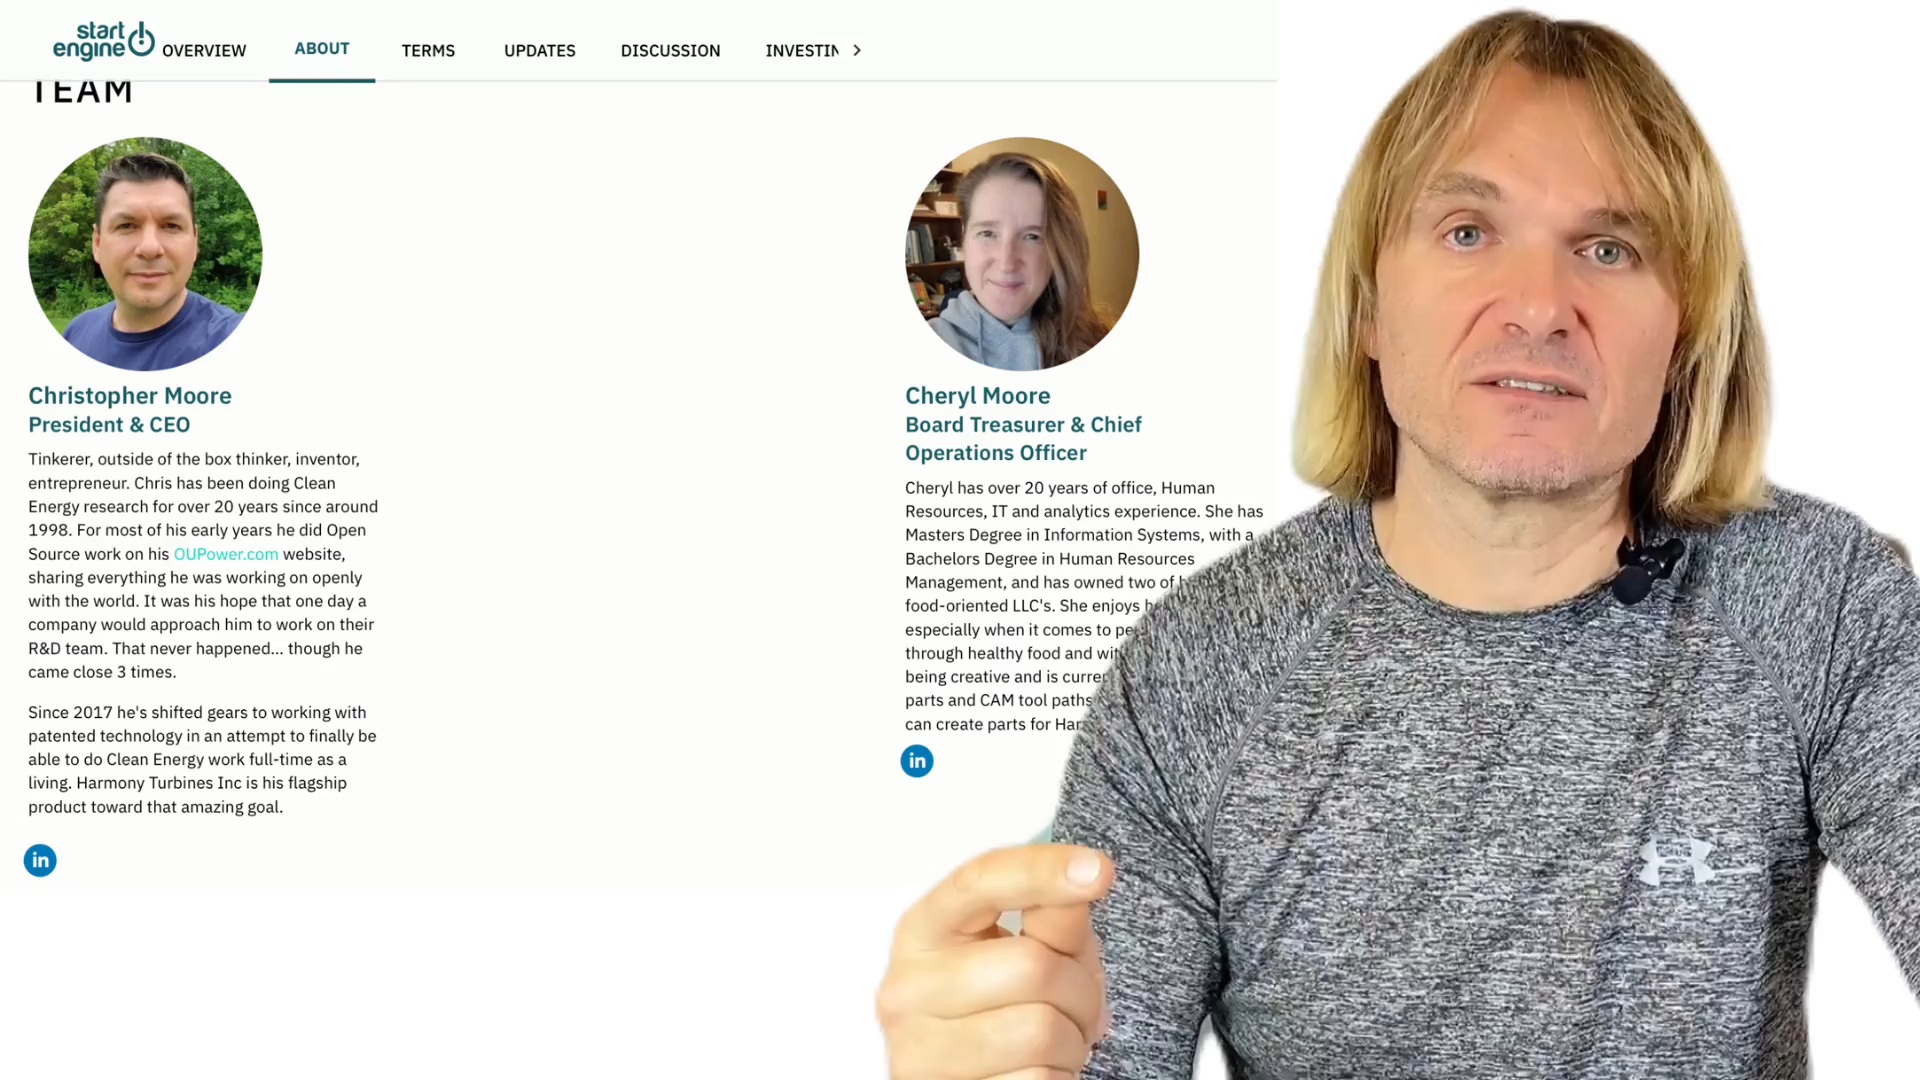 start
engine
OVERVIEW
ABOUT
TERMS
UPDATES
DISCUSSION
INVESTIN
TEAM
Christopher Moore
President & CEO
Tinkerer, outside of the box thinker, inventor,
entrepreneur. Chris has been doing Clean
Energy research for over 20 years since around
1998. For most of his early years he did Open
Source work on his OUPower.com website,
sharing everything he was working on openly
with the world. It was his hope that one day a
company would approach him to work on their
R&D team. That never happened... though he
came close 3 times.
Since 2017 he's shifted gears to working with
patented technology in an attempt to finally be
able to do Clean Energy work full-time as a
living. Harmony Turbines Inc is his flagship
product toward that amazing goal.
in
Cheryl Moore
Board Treasurer & Chief
Operations Officer
Cheryl has over 20 years of office, Human
Resources, IT and analytics experience. She has
Masters Degree in Information Systems, with a
Bachelors Degree in Human Resources
Management, and has owned two of
food-oriented LLC's. She enjoys
especially when it comes to
through healthy food and
being creative and is
parts and CAM tool paths
can create parts for
in